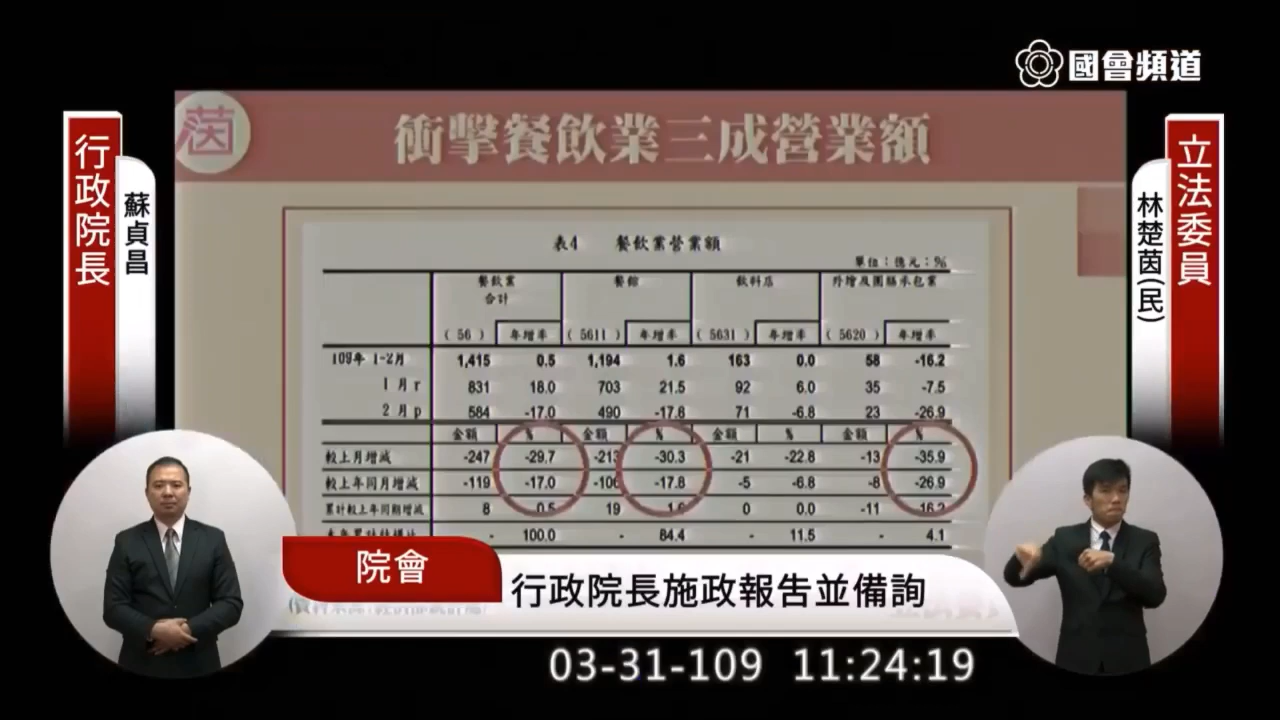 國會頻道
行政院長
蘇貞昌
立法委員
林楚茵(民)
茵
衝擊餐飲業三成營業額
表4 餐飲業營業額
單位:億元;%
餐飲業 餐館 飲料店 外燴及團膳承包業
合計
(56) 年增率 (5611) 年增率 (5631) 年增率 (5620) 年增率
109年 1-2月 1,415 0.5 1,194 1.6 163 0.0 58 -16.2
1月r 831 18.0 703 21.5 92 6.0 35 -7.5
2月p 584 -17.0 490 -17.8 71 -6.8 23 -26.9
金額 % 金額 % 金額 % 金額 %
較上月增減 -247 -29.7 -213 -30.3 -21 -22.8 -13 -35.9
較上年同月增減 -119 -17.0 -106 -17.8 -5 -6.8 -8 -26.9
累計較上年同期增減 8 0.5 19 1.6 0 0.0 -11 -16.2
- 100.0 - 84.4 - 11.5 - 4.1
院會
行政院長施政報告並備詢
03-31-109 11:24:19